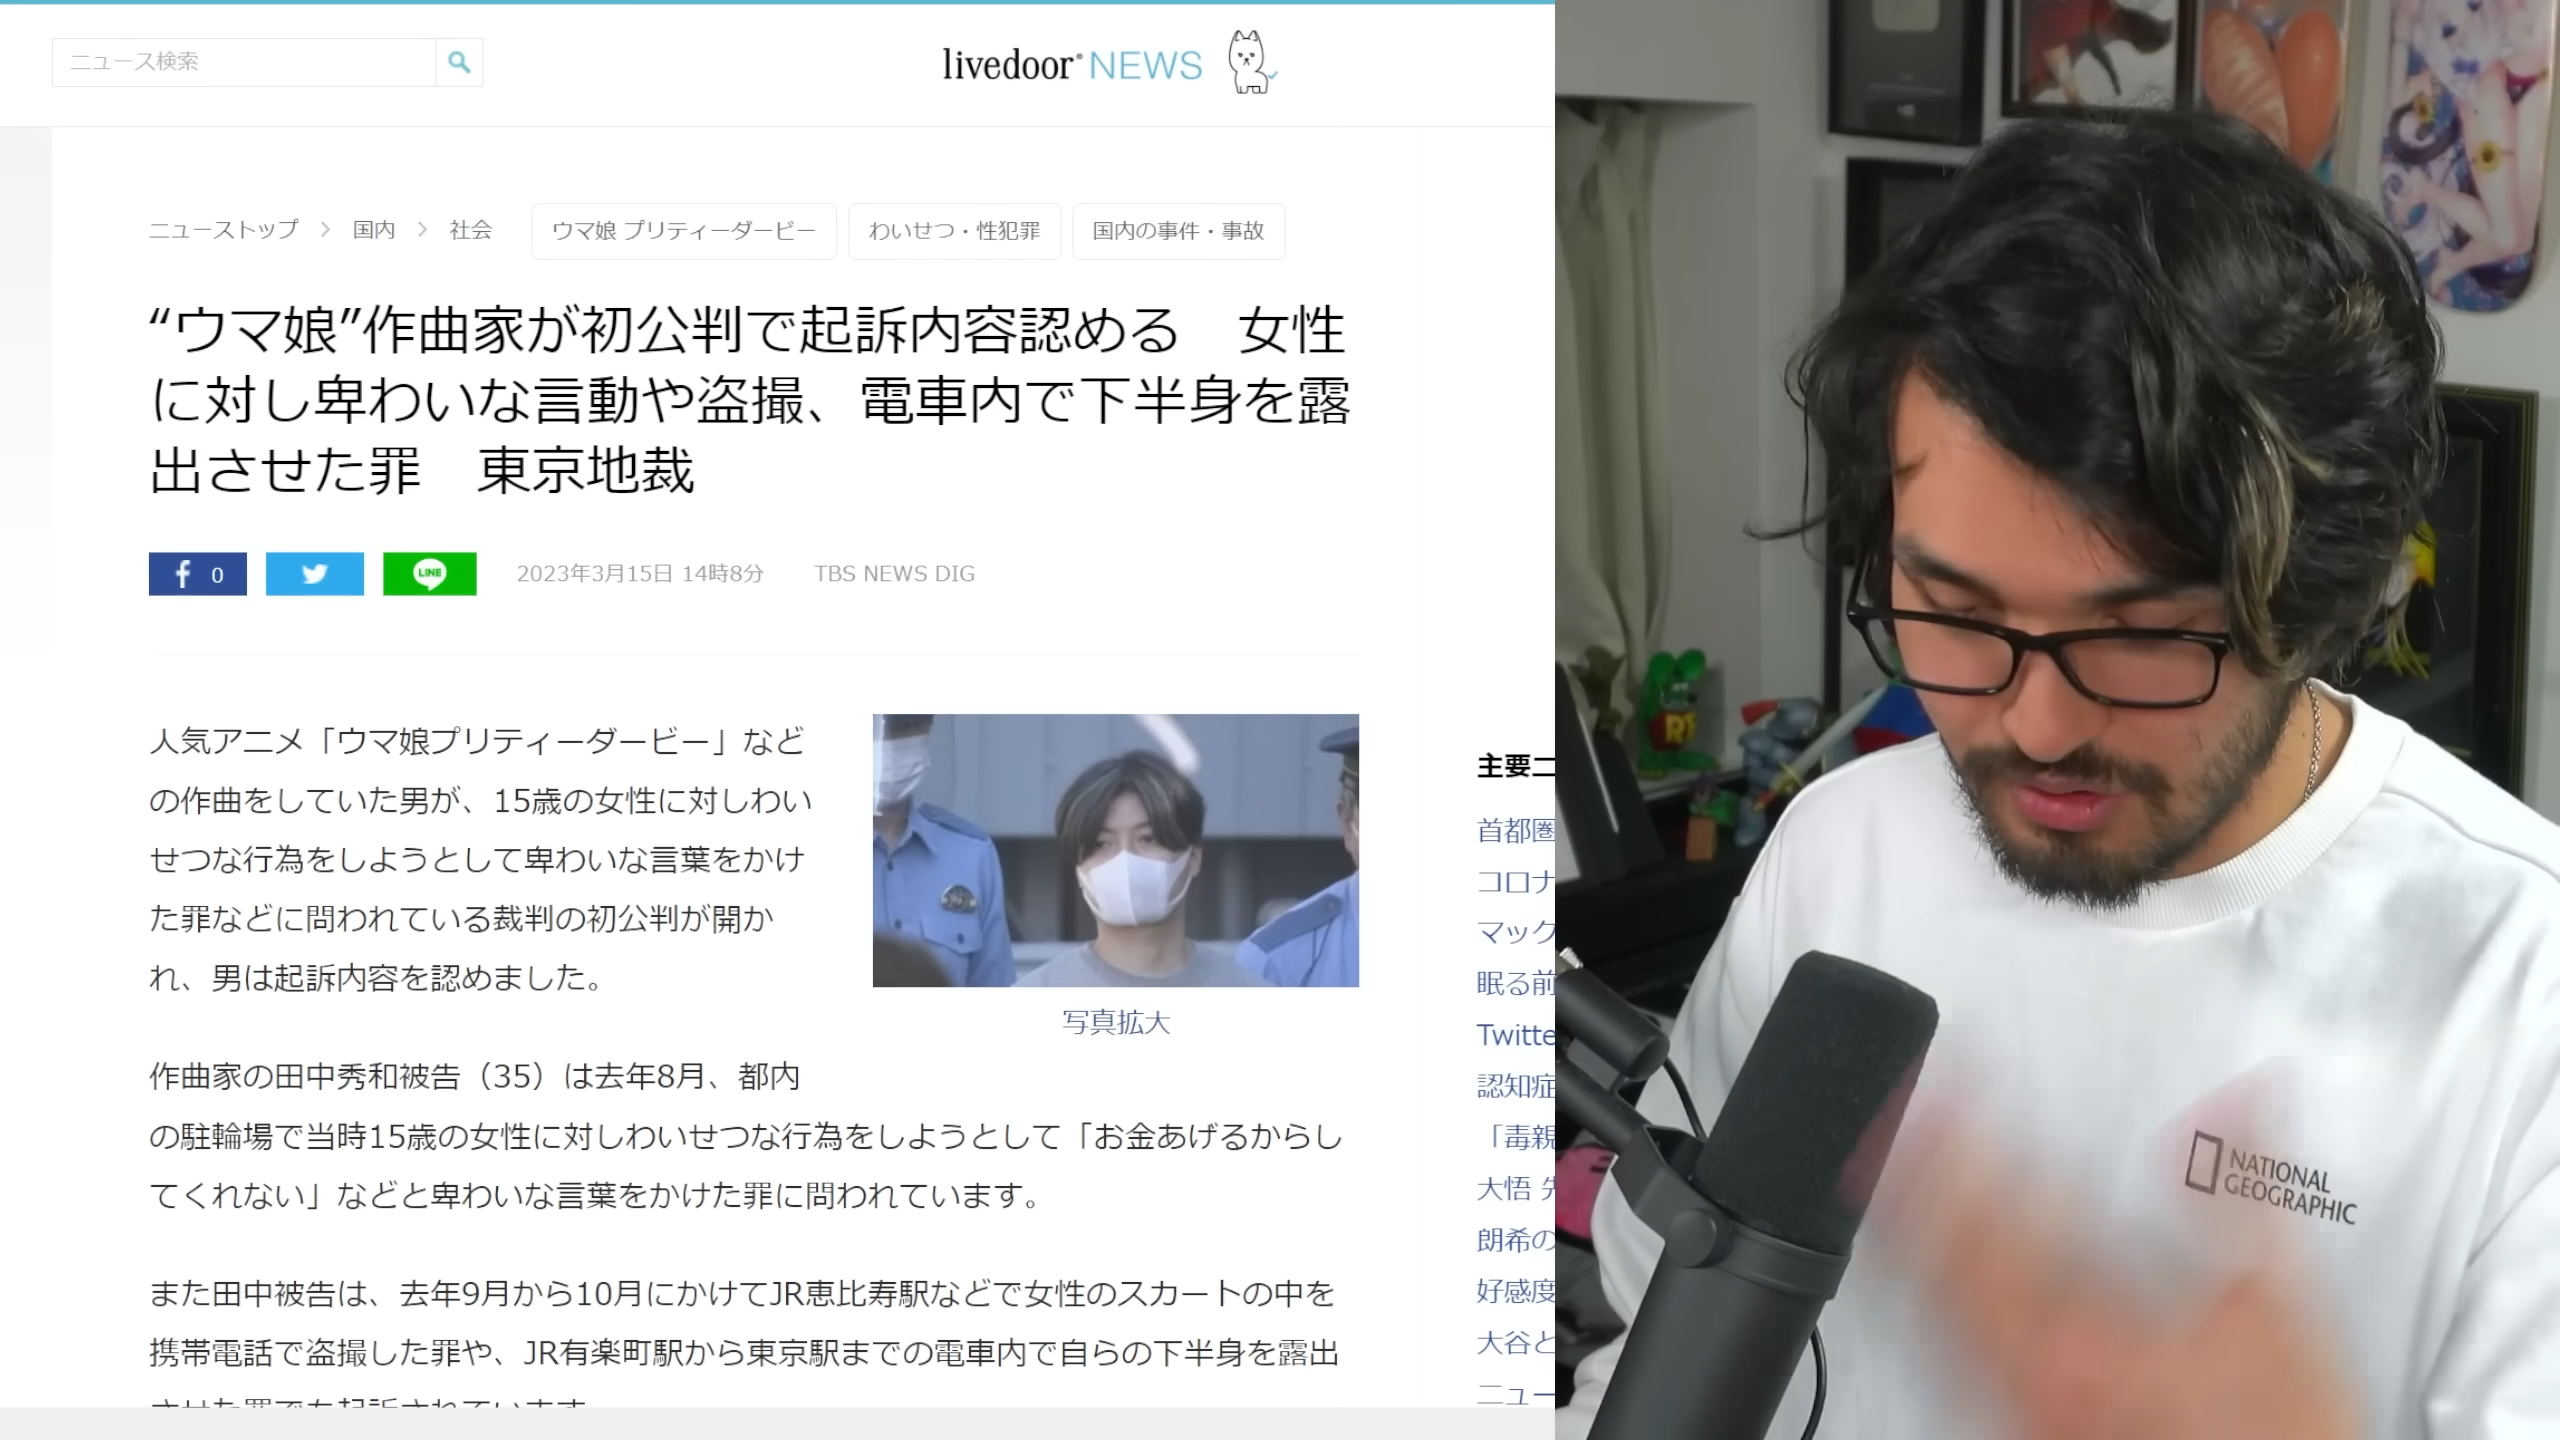 ニュース検索
livedoor NEWS
ニューストップ > 国内 > 社会 ウマ娘 プリティーダービー わいせつ・性犯罪 国内の事件・事故
“ウマ娘”作曲家が初公判で起訴内容認める　女性
に対し卑わいな言動や盗撮、電車内で下半身を露
出させた罪　東京地裁
f 0 LINE 2023年3月15日 14時8分 TBS NEWS DIG
人気アニメ「ウマ娘プリティーダービー」など
の作曲をしていた男が、15歳の女性に対しわい
せつな行為をしようとして卑わいな言葉をかけ
た罪などに問われている裁判の初公判が開か
れ、男は起訴内容を認めました。
写真拡大
作曲家の田中秀和被告（35）は去年8月、都内
の駐輪場で当時15歳の女性に対しわいせつな行為をしようとして「お金あげるからし
てくれない」などと卑わいな言葉をかけた罪に問われています。
また田中被告は、去年9月から10月にかけてJR恵比寿駅などで女性のスカートの中を
携帯電話で盗撮した罪や、JR有楽町駅から東京駅までの電車内で自らの下半身を露出
主要ニ
首都圏
コロナ
マック
眠る前
Twitte
認知症
「毒親
大悟
朗希の
好感度
大谷と
ニュー
RF
NATIONAL
GEOGRAPHIC